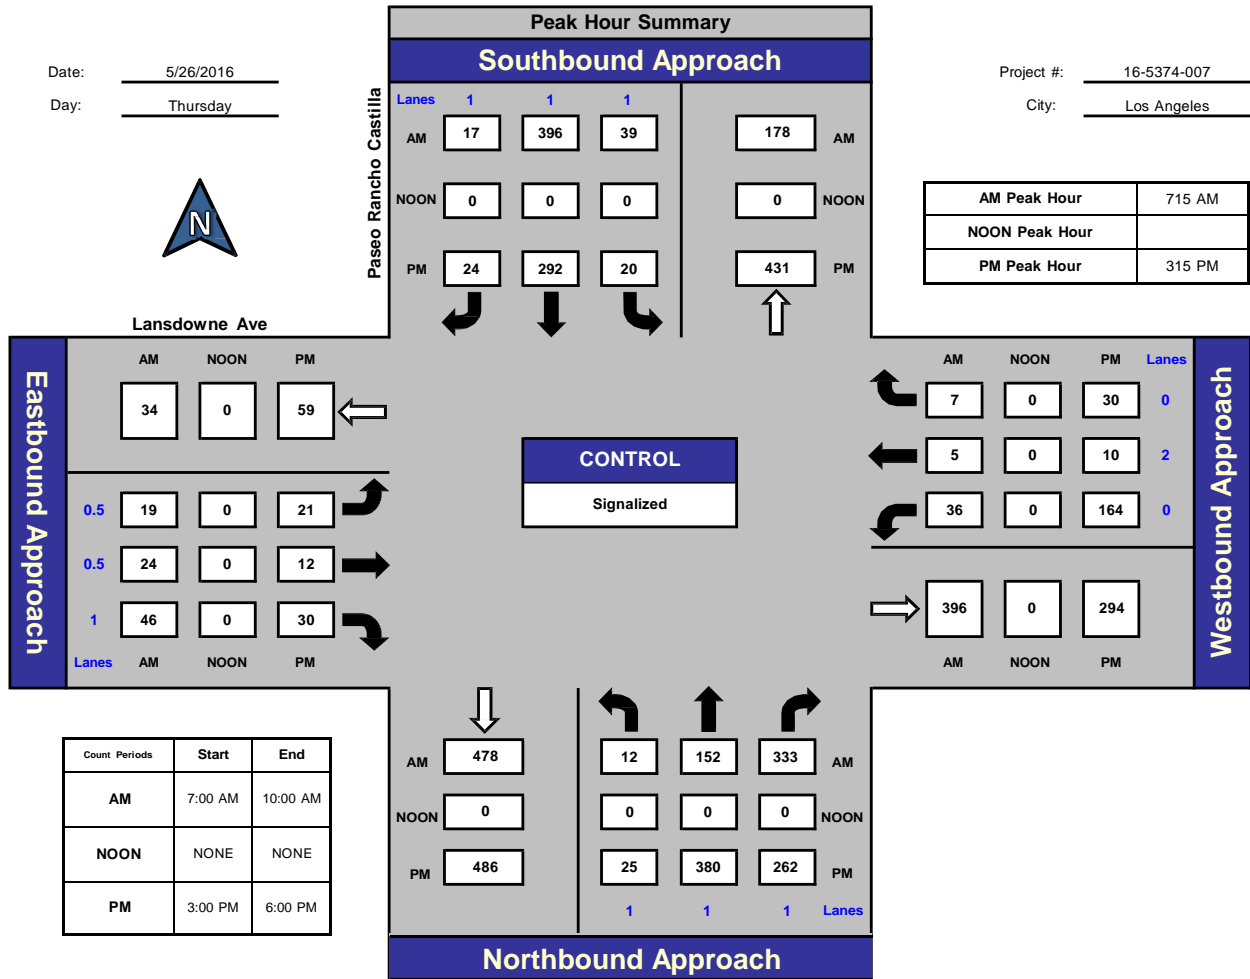 Peak Hour Summary
Southbound Approach
Date: 5/26/2016
Day: Thursday
Project #: 16-5374-007
City: Los Angeles
Paseo Rancho Castilla
Lanes 1 1 1
AM 17 396 39 178 AM
NOON 0 0 0 0 NOON
PM 24 292 20 431 PM
N
AM Peak Hour 715 AM
NOON Peak Hour
PM Peak Hour 315 PM
Lansdowne Ave
Eastbound Approach
AM NOON PM
34 0 59
0.5 19 0 21
0.5 24 0 12
1 46 0 30
Lanes AM NOON PM
CONTROL
Signalized
AM NOON PM Lanes
7 0 30 0
5 0 10 2
36 0 164 0
396 0 294
AM NOON PM
Westbound Approach
Count Periods Start End
AM 7:00 AM 10:00 AM
NOON NONE NONE
PM 3:00 PM 6:00 PM
AM 478 12 152 333 AM
NOON 0 0 0 0 NOON
PM 486 25 380 262 PM
1 1 1 Lanes
Northbound Approach